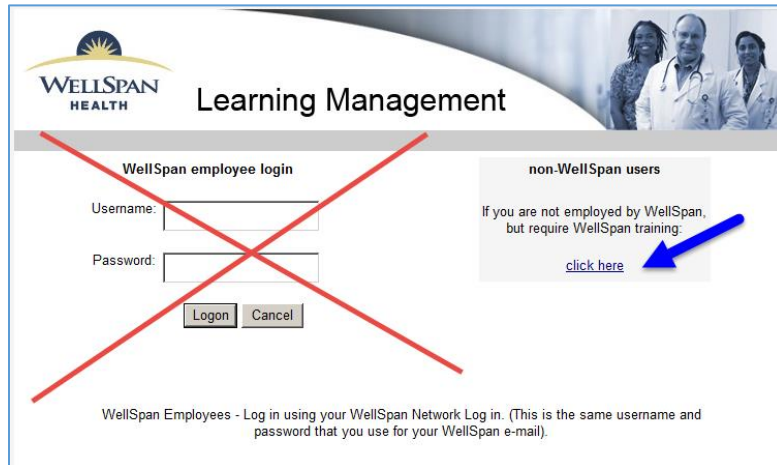 WELLSPAN
HEALTH
Learning Management
WellSpan employee login
Username:
Password:
Logon Cancel
non-WellSpan users
If you are not employed by WellSpan,
but require WellSpan training:
click here
WellSpan Employees - Log in using your WellSpan Network Log in. (This is the same username and
password that you use for your WellSpan e-mail).